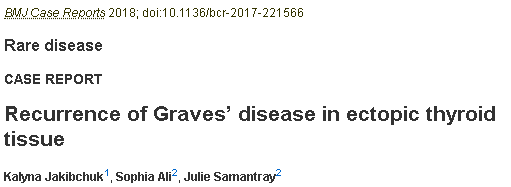 BMJ Case Reports 2018; doi:10.1136/bcr-2017-221566
Rare disease
CASE REPORT
Recurrence of Graves’ disease in ectopic thyroid
tissue
Kalyna Jakibchuk1, Sophia Ali2, Julie Samantray2